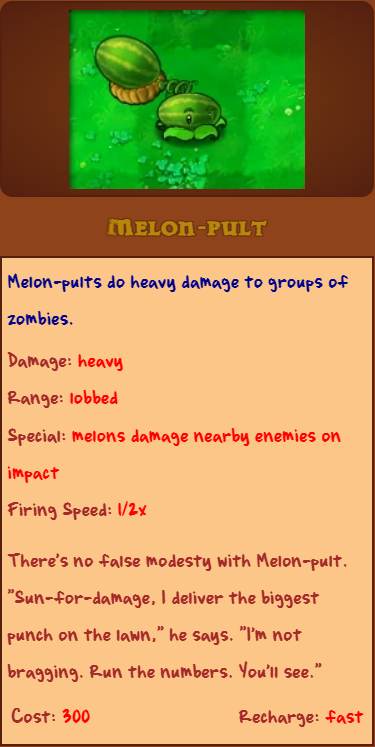 MELON-PULT
Melon-pults do heavy damage to groups of
zombies.
Damage: heavy
Range: lobbed
Special: melons damage nearby enemies on
impact
Firing Speed: 1/2x
There's no false modesty with Melon-pult.
"Sun-for-damage, I deliver the biggest
punch on the lawn," he says. "I'm not
bragging. Run the numbers. You'll see."
Cost: 300 Recharge: fast